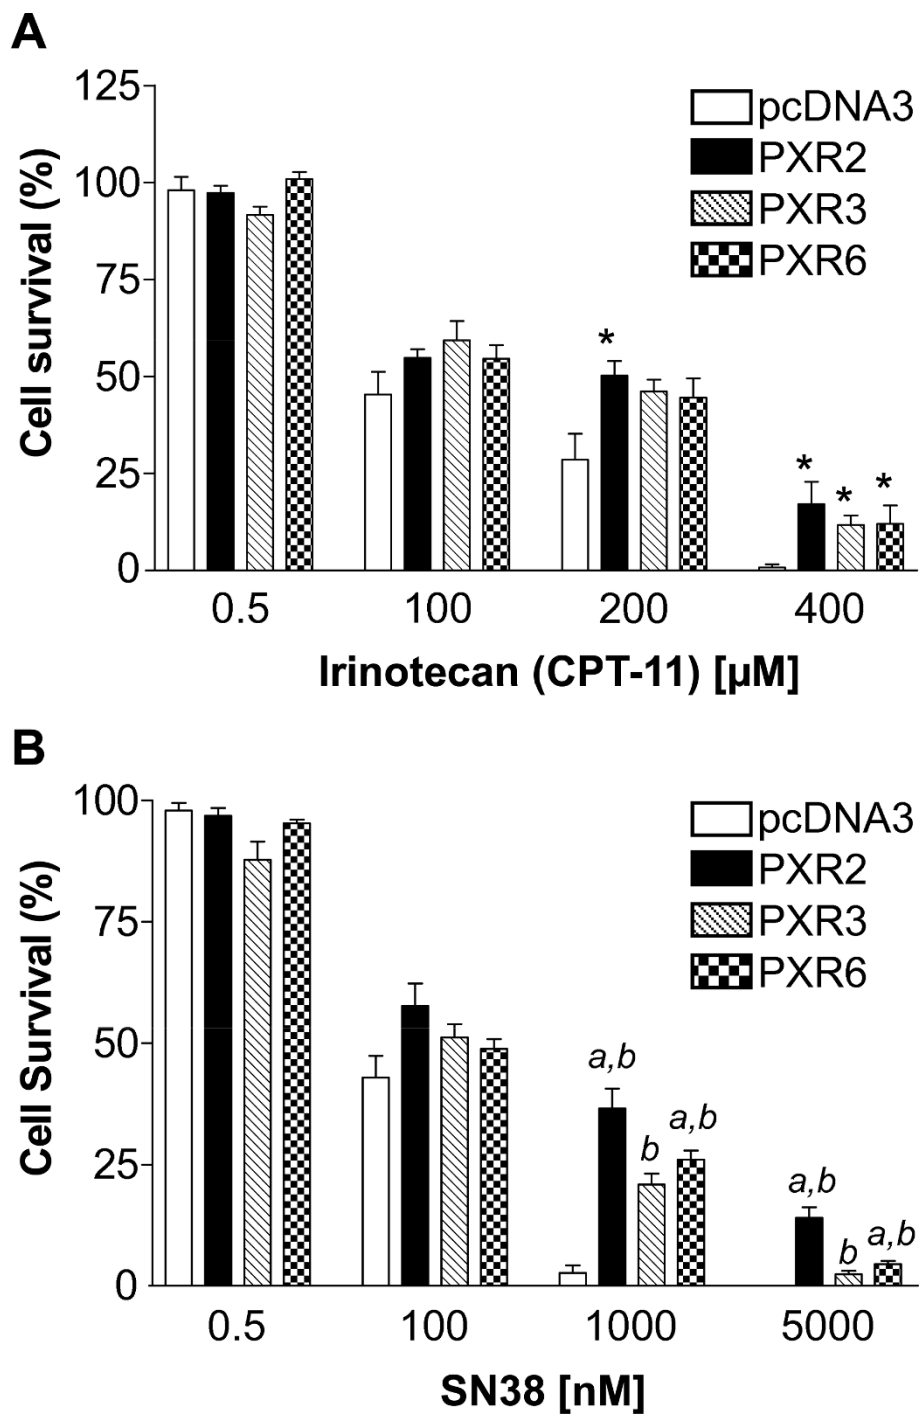 A
125
100
75
50
25
0
Cell survival (%)
pcDNA3
PXR2
PXR3
PXR6
*
* * *
0.5 100 200 400
Irinotecan (CPT-11) [µM]
B
100
75
50
25
0
Cell Survival (%)
pcDNA3
PXR2
PXR3
PXR6
a,b
b
a,b
a,b
b
a,b
0.5 100 1000 5000
SN38 [nM]